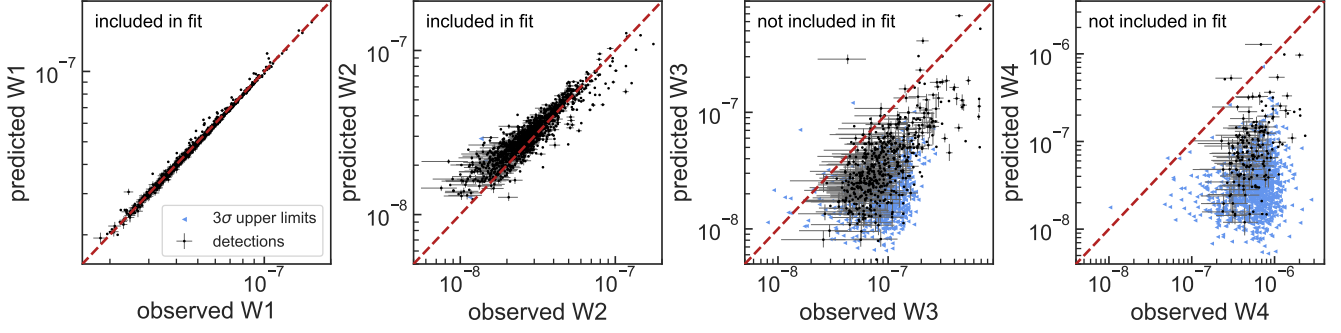 included in fit
predicted W1
10⁻⁷
3σ upper limits
detections
10⁻⁷
observed W1
included in fit
predicted W2
10⁻⁷
10⁻⁸
10⁻⁸
10⁻⁷
observed W2
not included in fit
predicted W3
10⁻⁷
10⁻⁸
10⁻⁸
10⁻⁷
observed W3
not included in fit
predicted W4
10⁻⁶
10⁻⁷
10⁻⁸
10⁻⁸
10⁻⁷
10⁻⁶
observed W4